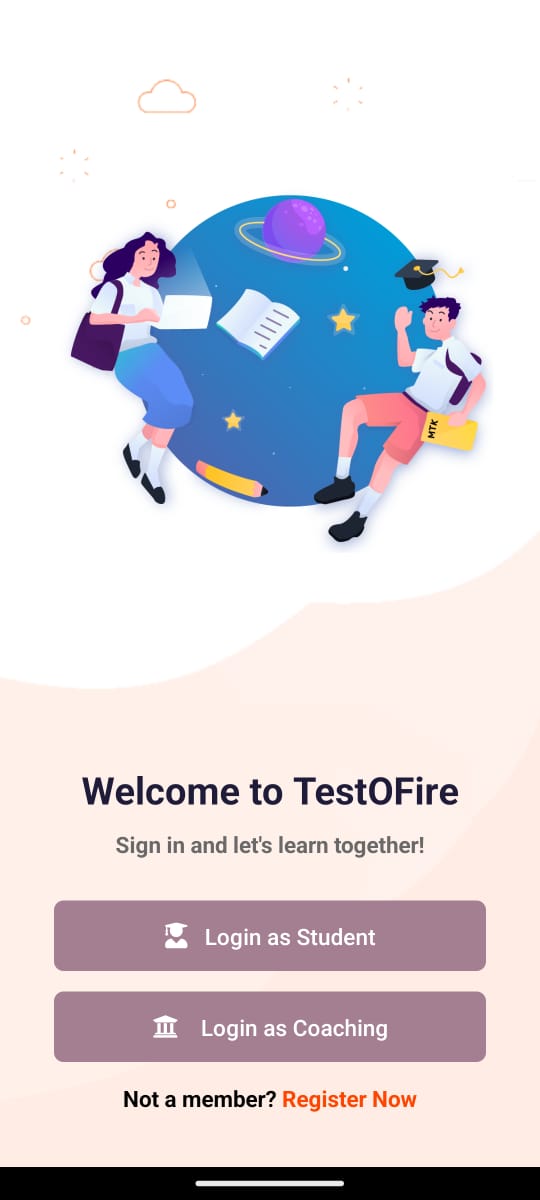 MTK
Welcome to TestOFire
Sign in and let's learn together!
Login as Student
Login as Coaching
Not a member? Register Now